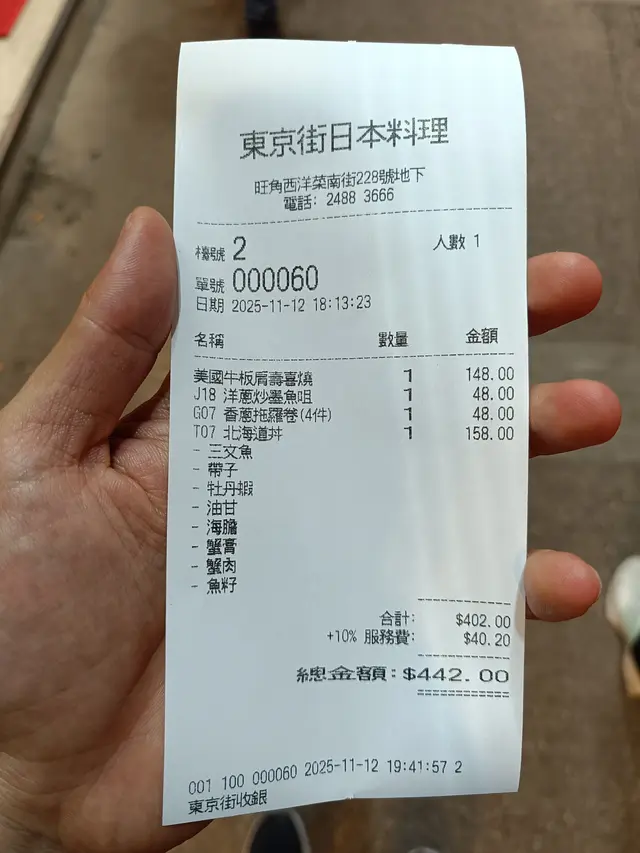 東京街日本料理
旺角西洋菜南街228號地下
電話: 2488 3666
檯號 2 人數 1
單號 000060
日期 2025-11-12 18:13:23
名稱 數量 金額
美國牛板肩壽喜燒 1 148.00
J18 洋蔥炒墨魚咀 1 48.00
G07 香蔥拖羅卷(4件) 1 48.00
T07 北海道丼 1 158.00
- 三文魚
- 帶子
- 牡丹蝦
- 油甘
- 海膽
- 蟹膏
- 蟹肉
- 魚籽
合計: $402.00
+10% 服務費: $40.20
總金額: $442.00
001 100 000060 2025-11-12 19:41:57 2
東京街收銀